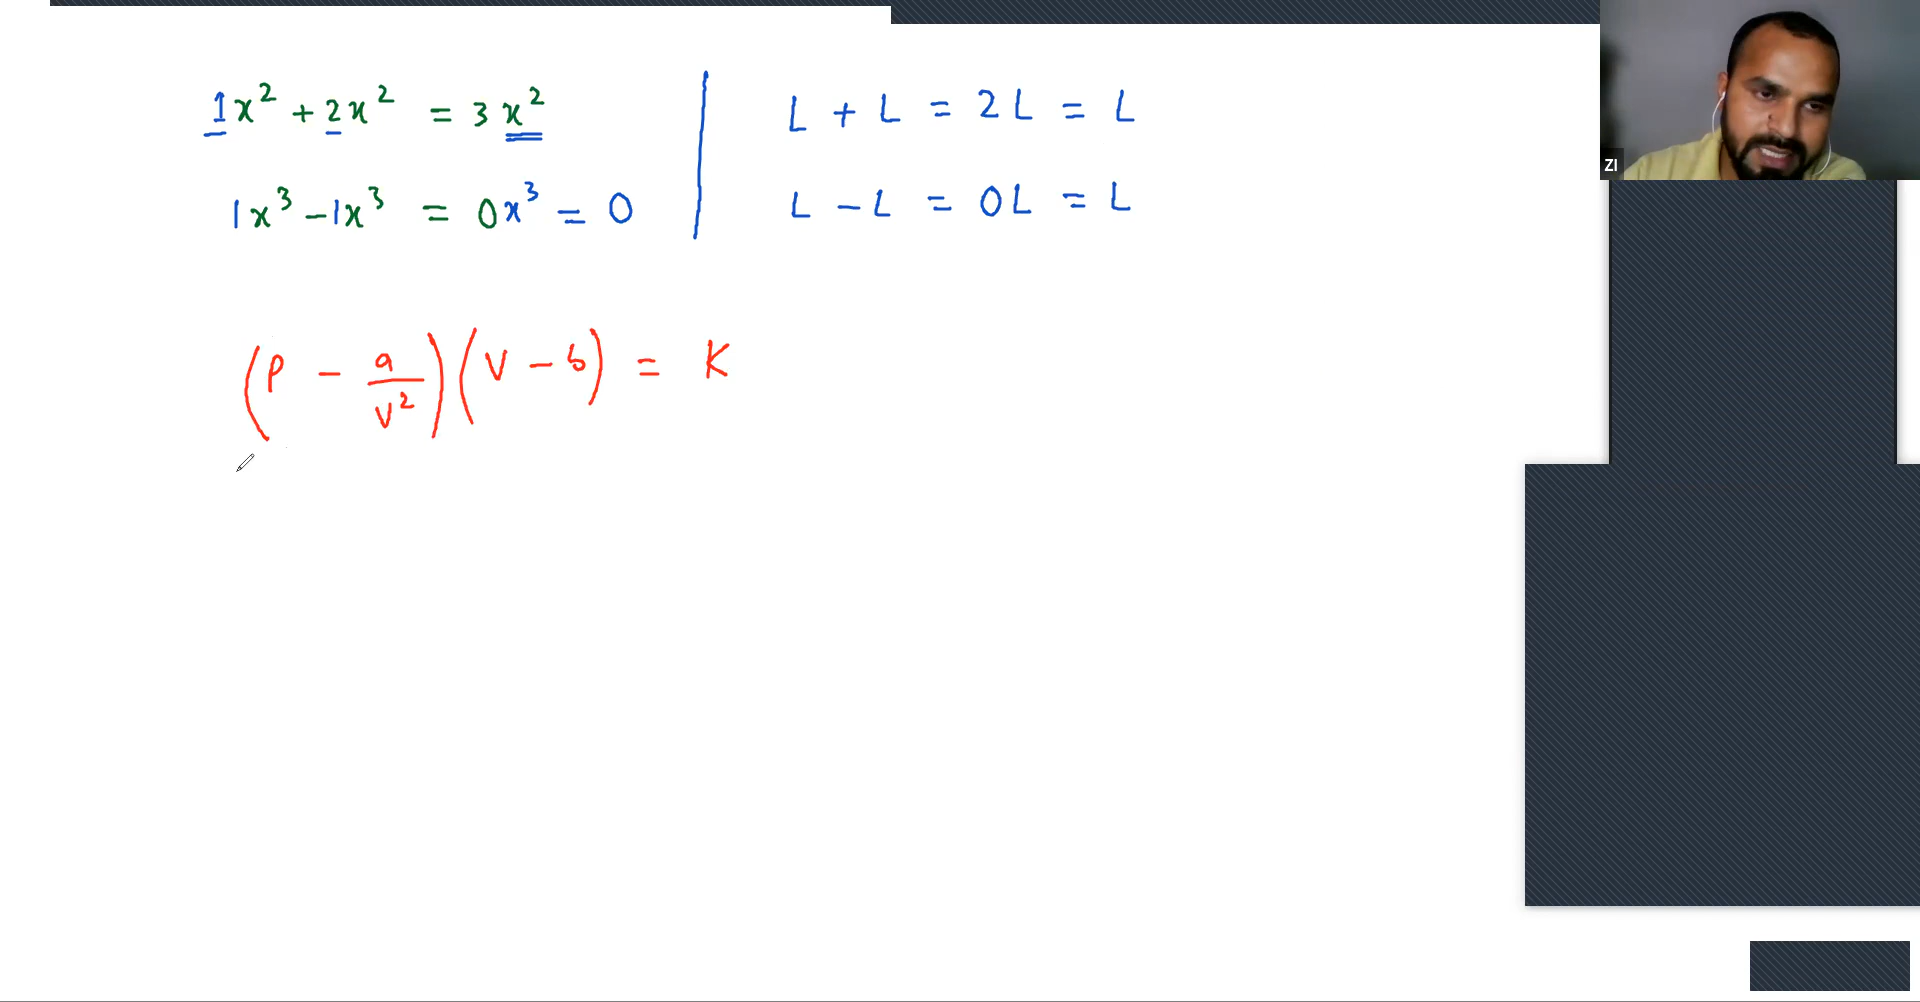 1x² + 2x² = 3x²
L + L = 2L = L
1x³ - 1x³ = 0x³ = 0
L - L = 0L = L
(P - a/V²)(V - b) = K
ZI